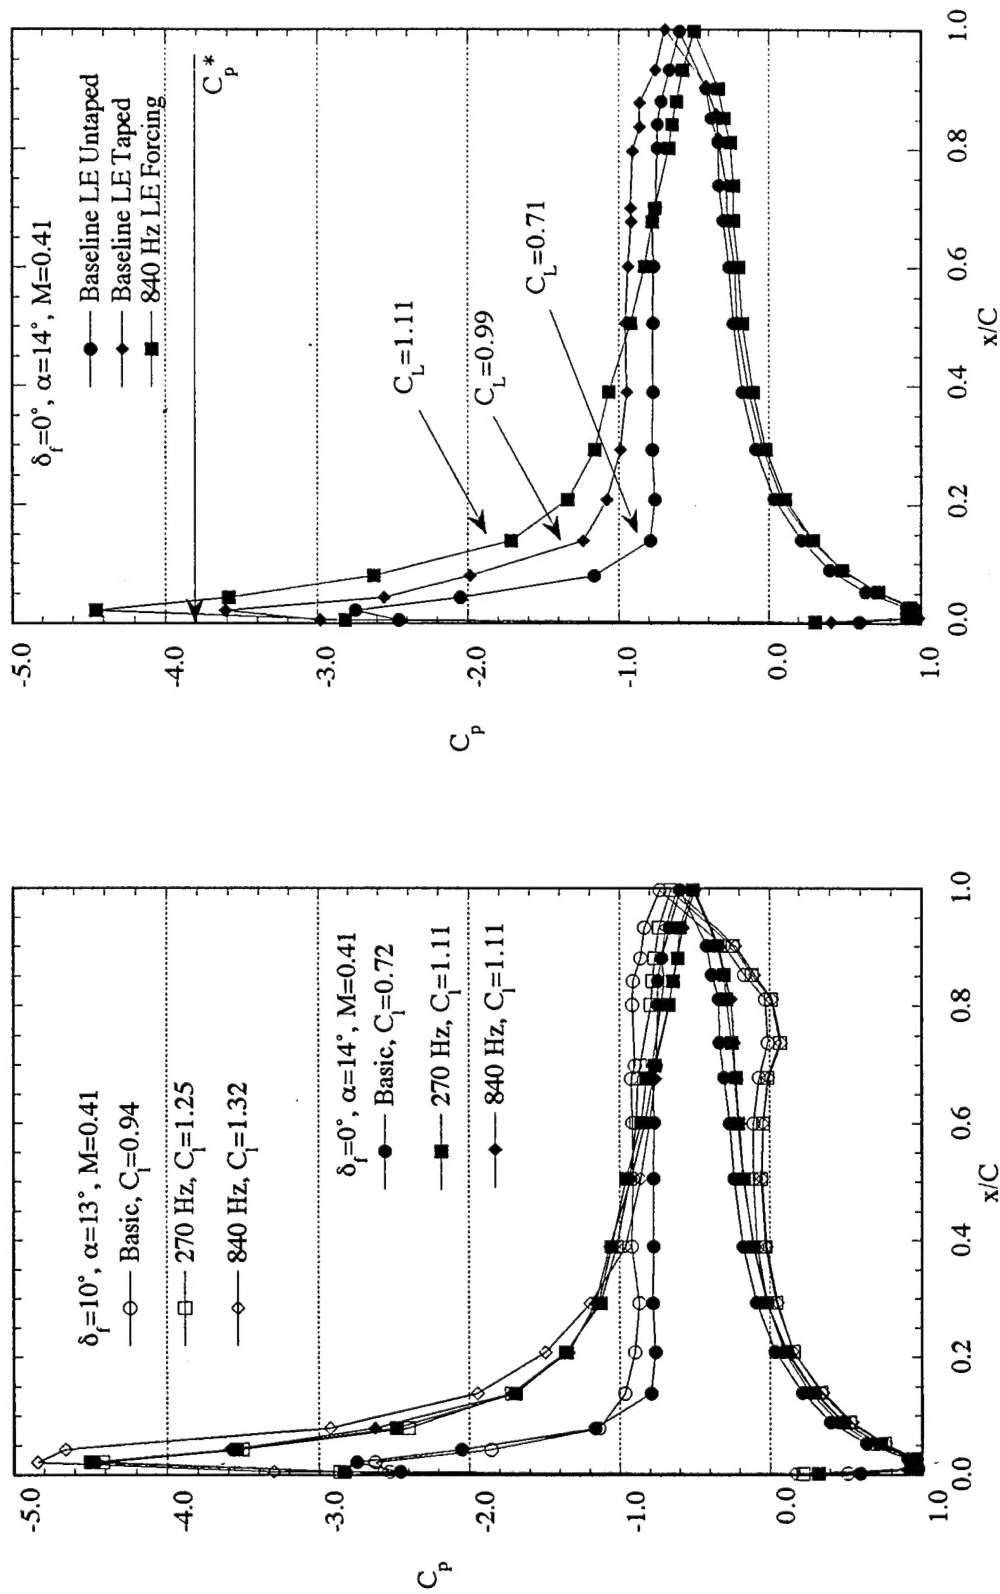 δf=10°, α=13°, M=0.41
Basic, Cl=0.94
270 Hz, Cl=1.25
840 Hz, Cl=1.32
δf=0°, α=14°, M=0.41
Basic, Cl=0.72
270 Hz, Cl=1.11
840 Hz, Cl=1.11
Cp
-5.0
-4.0
-3.0
-2.0
-1.0
0.0
1.0
0.0 0.2 0.4 0.6 0.8 1.0
x/C
δf=0°, α=14°, M=0.41
Baseline LE Untaped
Baseline LE Taped
840 Hz LE Forcing
Cp*
CL=1.11
CL=0.99
CL=0.71
Cp
-5.0
-4.0
-3.0
-2.0
-1.0
0.0
1.0
0.0 0.2 0.4 0.6 0.8 1.0
x/C